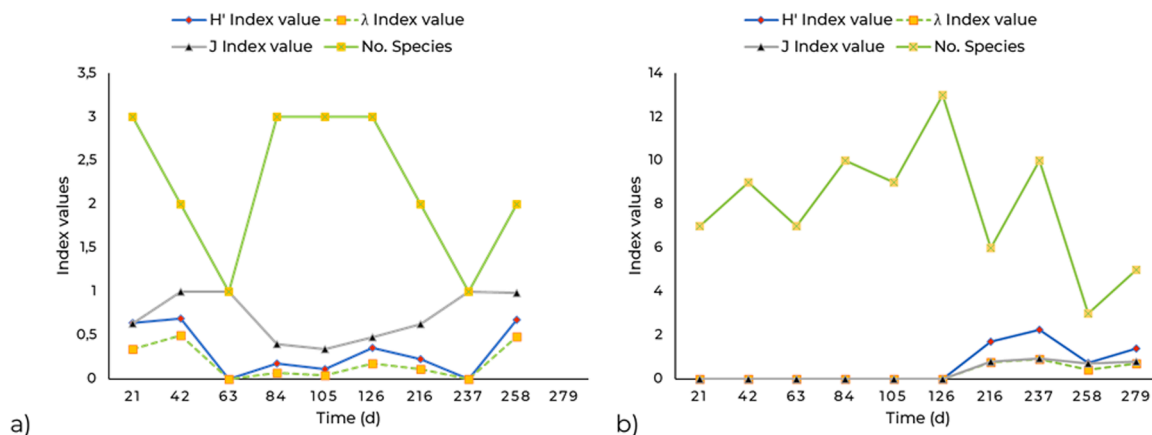 H' Index value λ Index value
J Index value No. Species
3,5
3
2,5
2
1,5
1
0,5
0
Index values
21 42 63 84 105 126 216 237 258 279
Time (d)
a)
H' Index value λ Index value
J Index value No. Species
14
12
10
8
6
4
2
0
Index values
21 42 63 84 105 126 216 237 258 279
Time (d)
b)